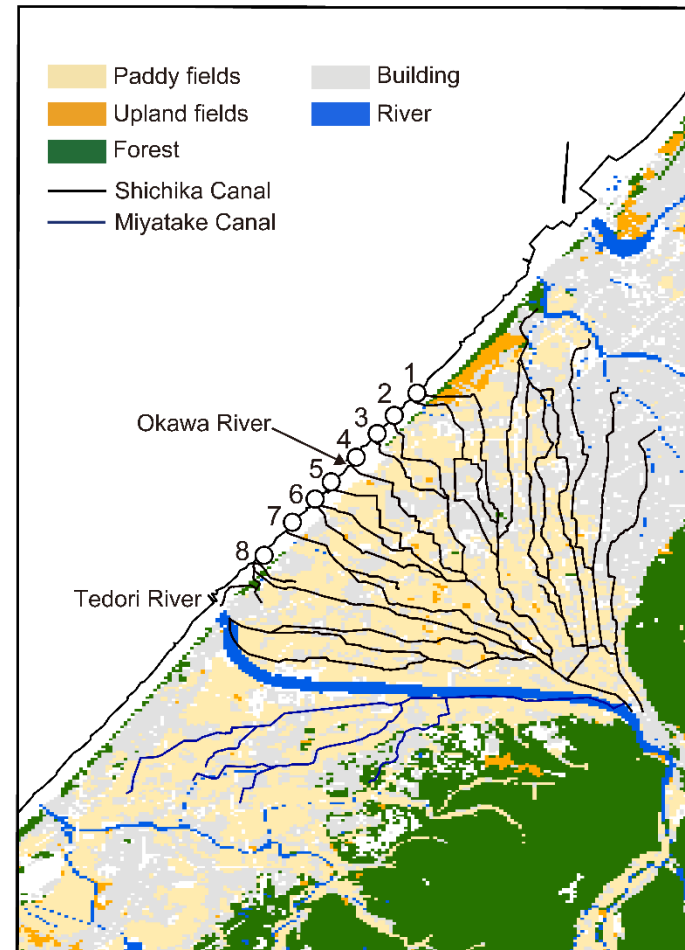 Paddy fields
Building
Upland fields
River
Forest
Shichika Canal
Miyatake Canal
1
2
Okawa River
3
4
5
6
7
8
Tedori River